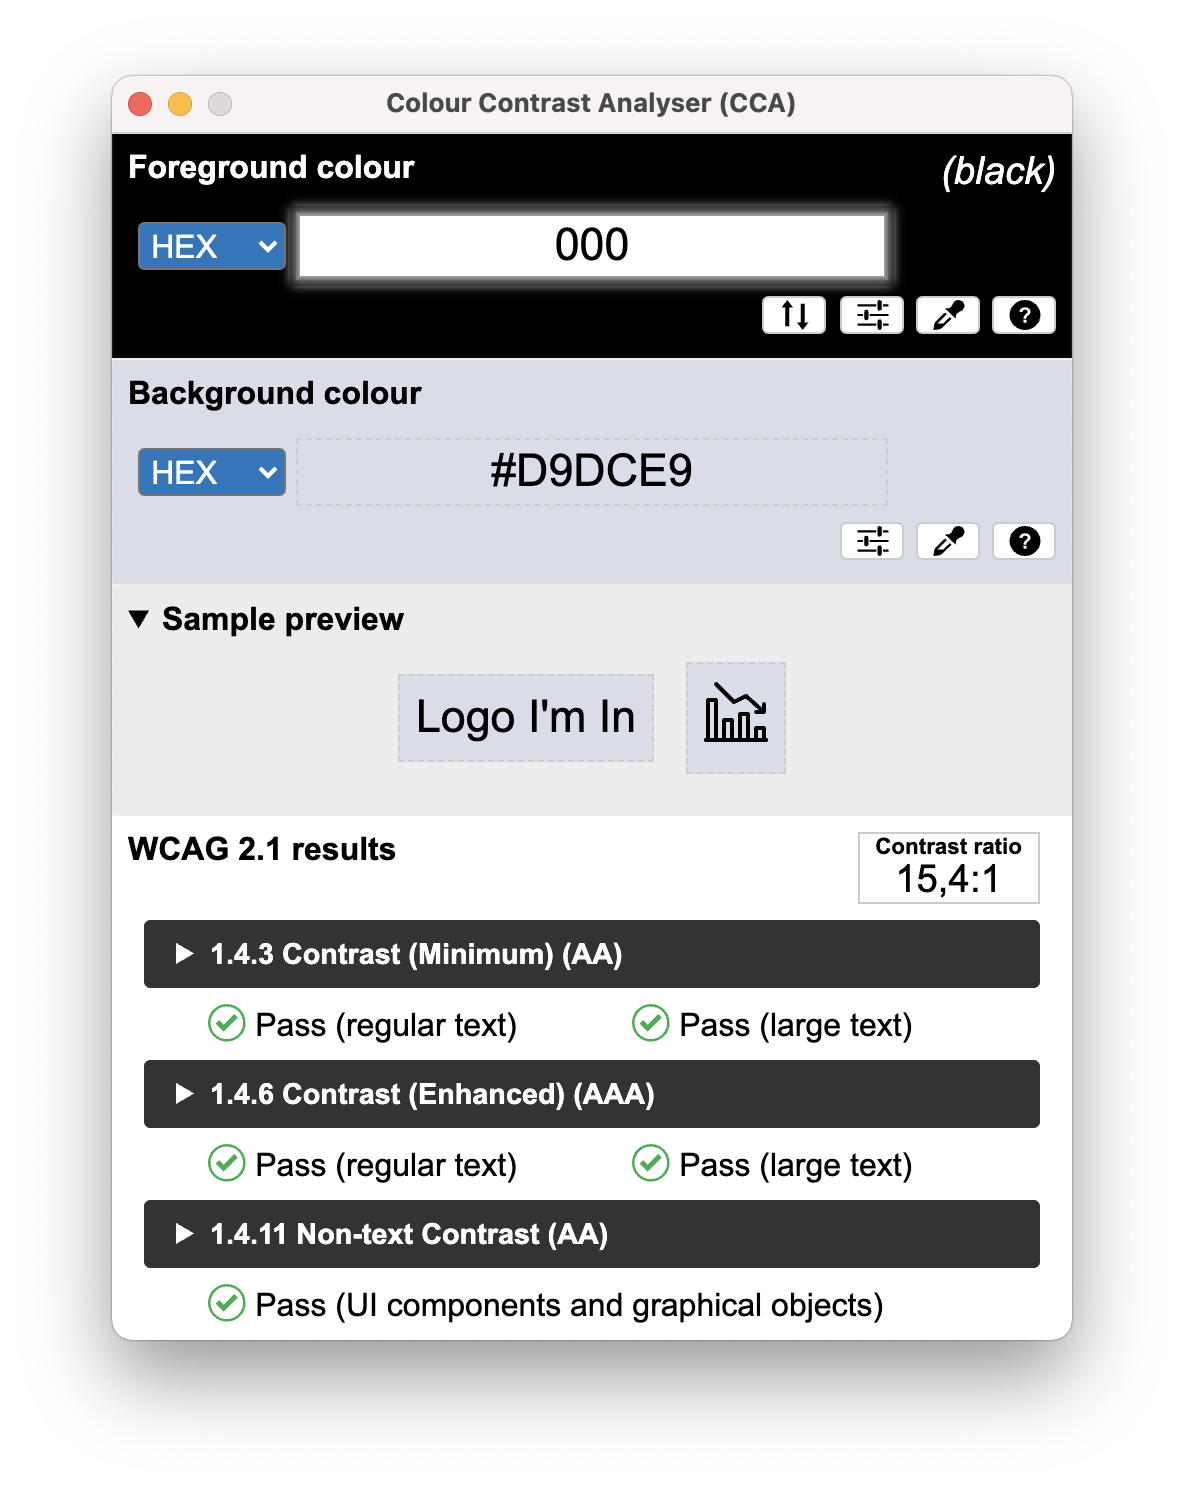 Colour Contrast Analyser (CCA)
Foreground colour
(black)
HEX
000
?
Background colour
HEX
#D9DCE9
?
Sample preview
Logo I'm In
WCAG 2.1 results
Contrast ratio
15,4:1
1.4.3 Contrast (Minimum) (AA)
Pass (regular text)
Pass (large text)
1.4.6 Contrast (Enhanced) (AAA)
Pass (regular text)
Pass (large text)
1.4.11 Non-text Contrast (AA)
Pass (UI components and graphical objects)